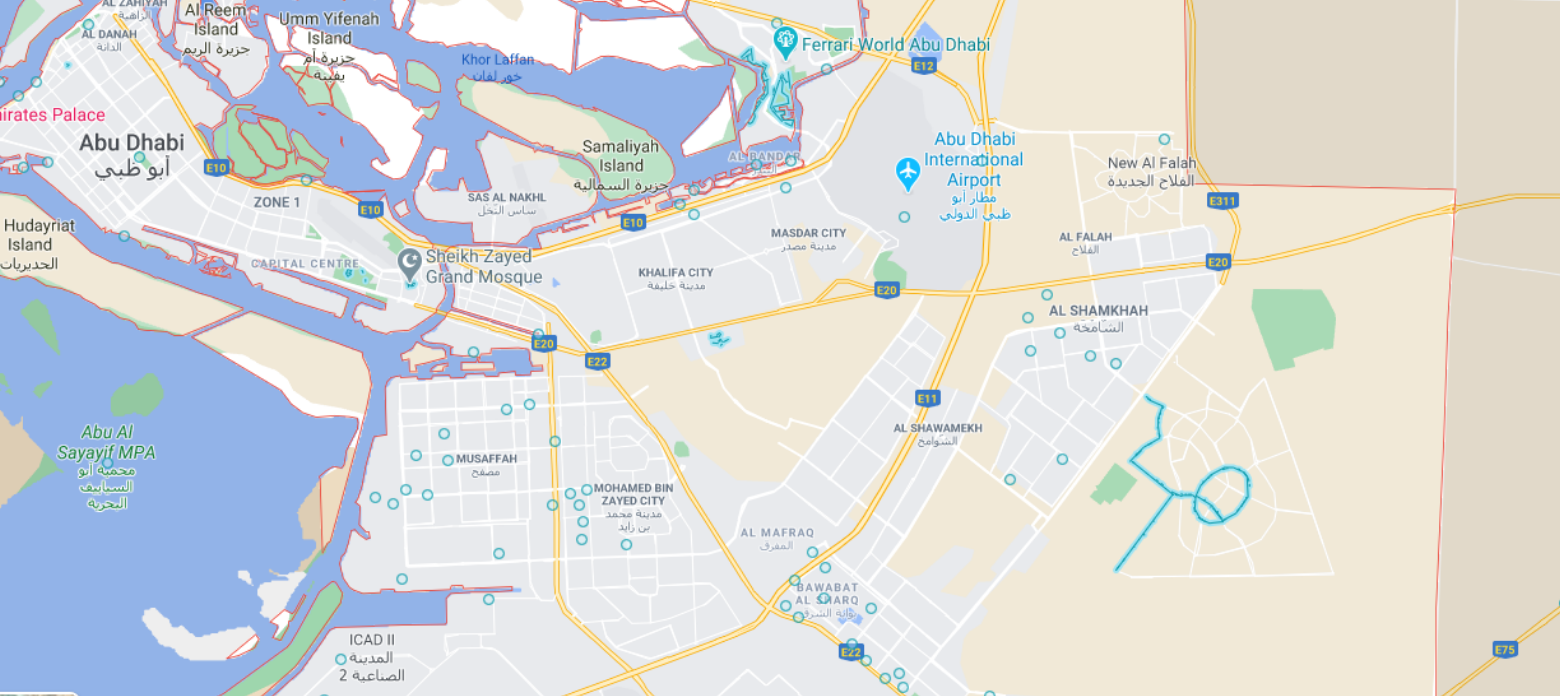 AL ZAHIYAH
الزاهية
AL DANAH
الدانة
Al Reem
Island
جزيرة الريم
Umm Yifenah
Island
جزيرة أم
يفينة
Khor Laffan
خور لفان
Ferrari World Abu Dhabi
E12
irates Palace
Abu Dhabi
أبو ظبي
E10
Samaliyah
Island
جزيرة السمالية
AL BANDAR
البندر
Abu Dhabi
International
Airport
مطار أبو
ظبي الدولي
New Al Falah
الفلاح الجديدة
ZONE 1
E10
SAS AL NAKHL
ساس النخل
E10
E311
Hudayriat
Island
الحديريات
MASDAR CITY
مدينة مصدر
AL FALAH
الفلاح
CAPITAL CENTRE
Sheikh Zayed
Grand Mosque
KHALIFA CITY
مدينة خليفة
E20
E20
AL SHAMKHAH
الشامخة
E20
E22
E11
AL SHAWAMEKH
الشوامخ
Abu Al
Sayayif MPA
محمية أبو
السياييف
البحرية
MUSAFFAH
مصفح
MOHAMED BIN
ZAYED CITY
مدينة محمد
بن زايد
AL MAFRAQ
المفرق
BAWABAT
AL SHARQ
بوابة الشرق
ICAD II
المدينة
الصناعية 2
E22
E75